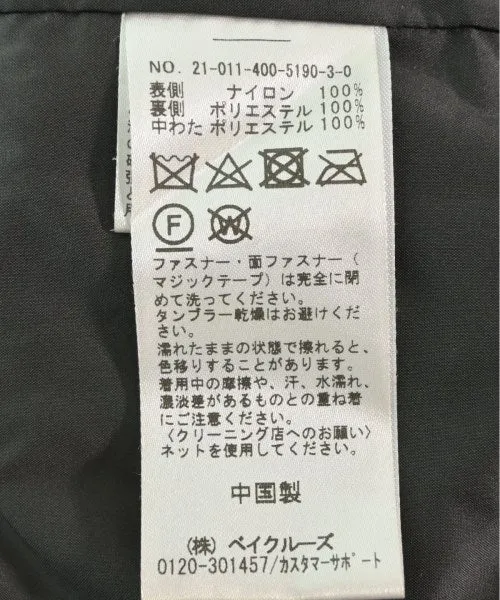 NO. 21-011-400-5190-3-0
表側 ナイロン 100%
裏側 ポリエステル 100%
中わた ポリエステル 100%
F W
ファスナー・面ファスナー（
マジックテープ）は完全に閉
めて洗ってください。
タンブラー乾燥はお避けくだ
さい。
濡れたままの状態で擦れると、
色移りすることがあります。
着用中の摩擦や、汗、水濡れ、
濃淡差があるものとの重ね着
にご注意ください。
〈クリーニング店へのお願い〉
ネットを使用してください。
中国製
（株）ベイクルーズ
0120-301457/カスタマーサポート